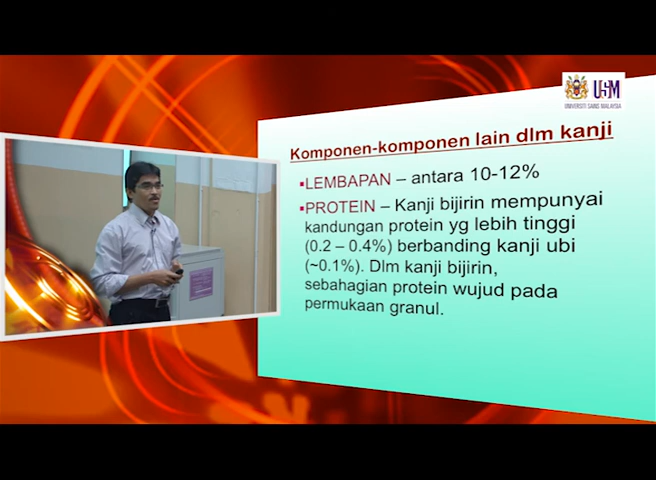 USM
UNIVERSITI SAINS MALAYSIA
Komponen-komponen lain dlm kanji
▪LEMBAPAN – antara 10-12%
▪PROTEIN – Kanji bijirin mempunyai
kandungan protein yg lebih tinggi
(0.2 – 0.4%) berbanding kanji ubi
(~0.1%). Dlm kanji bijirin,
sebahagian protein wujud pada
permukaan granul.